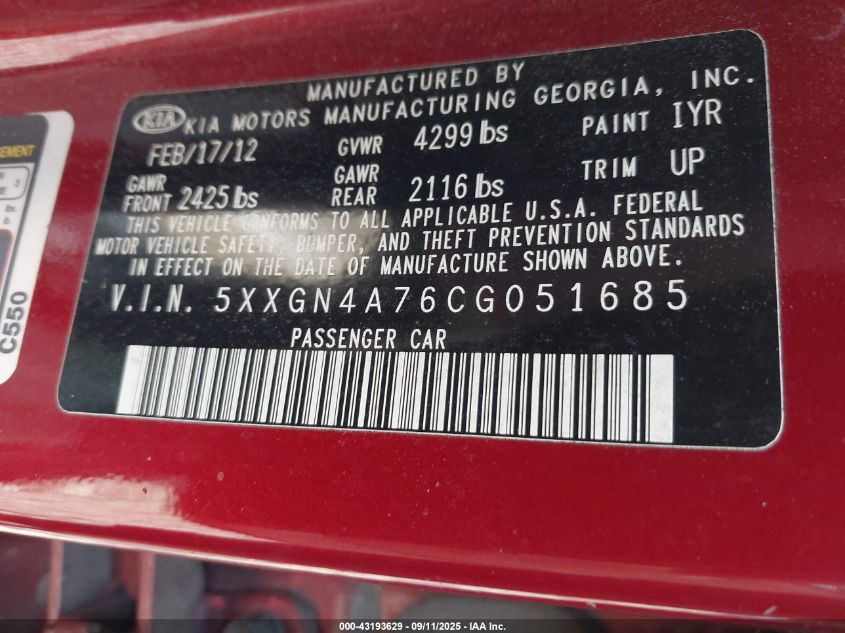 MANUFACTURED BY
KIA KIA MOTORS MANUFACTURING GEORGIA, INC.
FEB/17/12 GVWR 4299 lbs PAINT IYR
GAWR FRONT 2425 lbs GAWR REAR 2116 lbs TRIM UP
THIS VEHICLE CONFORMS TO ALL APPLICABLE U.S.A. FEDERAL
MOTOR VEHICLE SAFETY, BUMPER, AND THEFT PREVENTION STANDARDS
IN EFFECT ON THE DATE OF MANUFACTURE SHOWN ABOVE.
V.I.N. 5XXGN4A76CG051685
PASSENGER CAR
C550
000-43193629 - 09/11/2025 - IAA Inc.